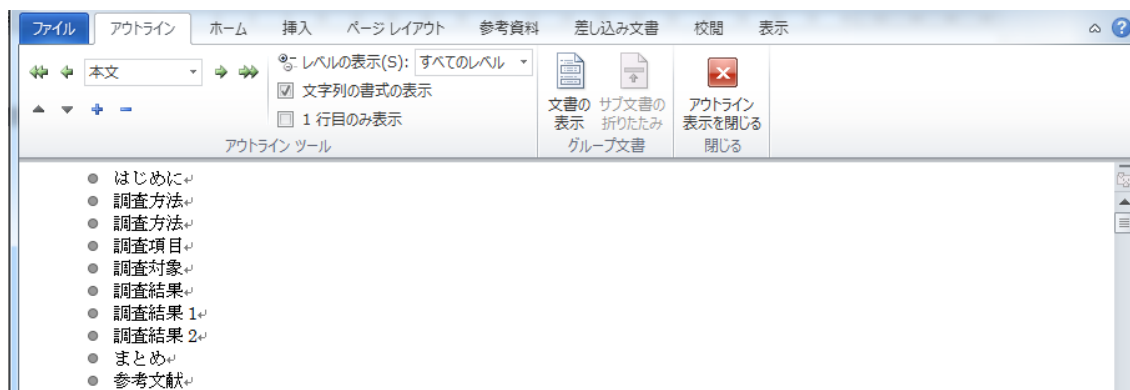 ファイル アウトライン ホーム 挿入 ページ レイアウト 参考資料 差し込み文書 校閲 表示
本文
レベルの表示(S): すべてのレベル
文字列の書式の表示
1 行目のみ表示
アウトライン ツール
文書の
表示
サブ文書の
折りたたみ
グループ文書
アウトライン
表示を閉じる
閉じる
はじめに
調査方法
調査方法
調査項目
調査対象
調査結果
調査結果 1
調査結果 2
まとめ
参考文献